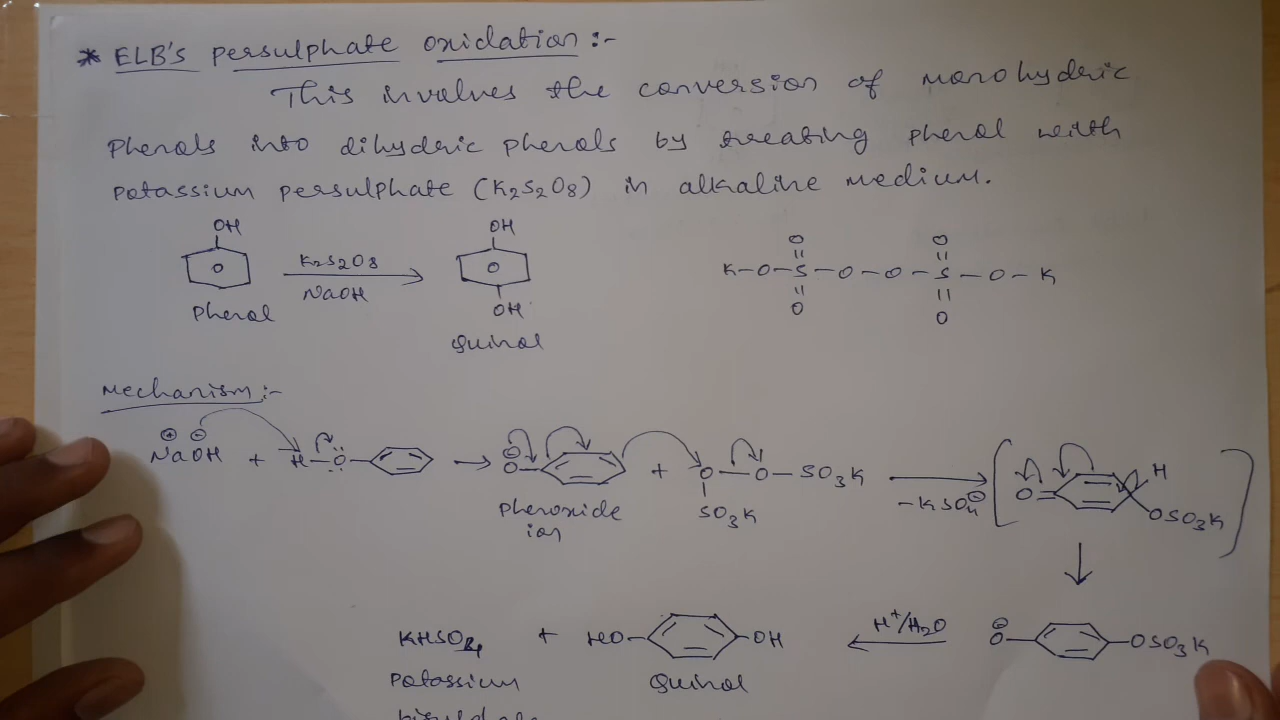 * ELB's persulphate oxidation :-
This involves the conversion of monohydric
phenols into dihydric phenols by treating phenol with
potassium persulphate (K2S2O8) in alkaline medium.
OH
K2S2O8
NaOH
Phenol
OH
OH
Quinol
O O
K-O-S-O-O-S-O-K
O O
Mechanism :-
⊕ ⊖
NaOH + H-O → ⊖
O + O-O-SO3K
SO3K
-KSO4⊖
O= H
OSO3K
Phenoxide
ion
↓
KHSO4 + HO OH
H+/H2O
⊖
O OSO3K
Potassium
Quinol